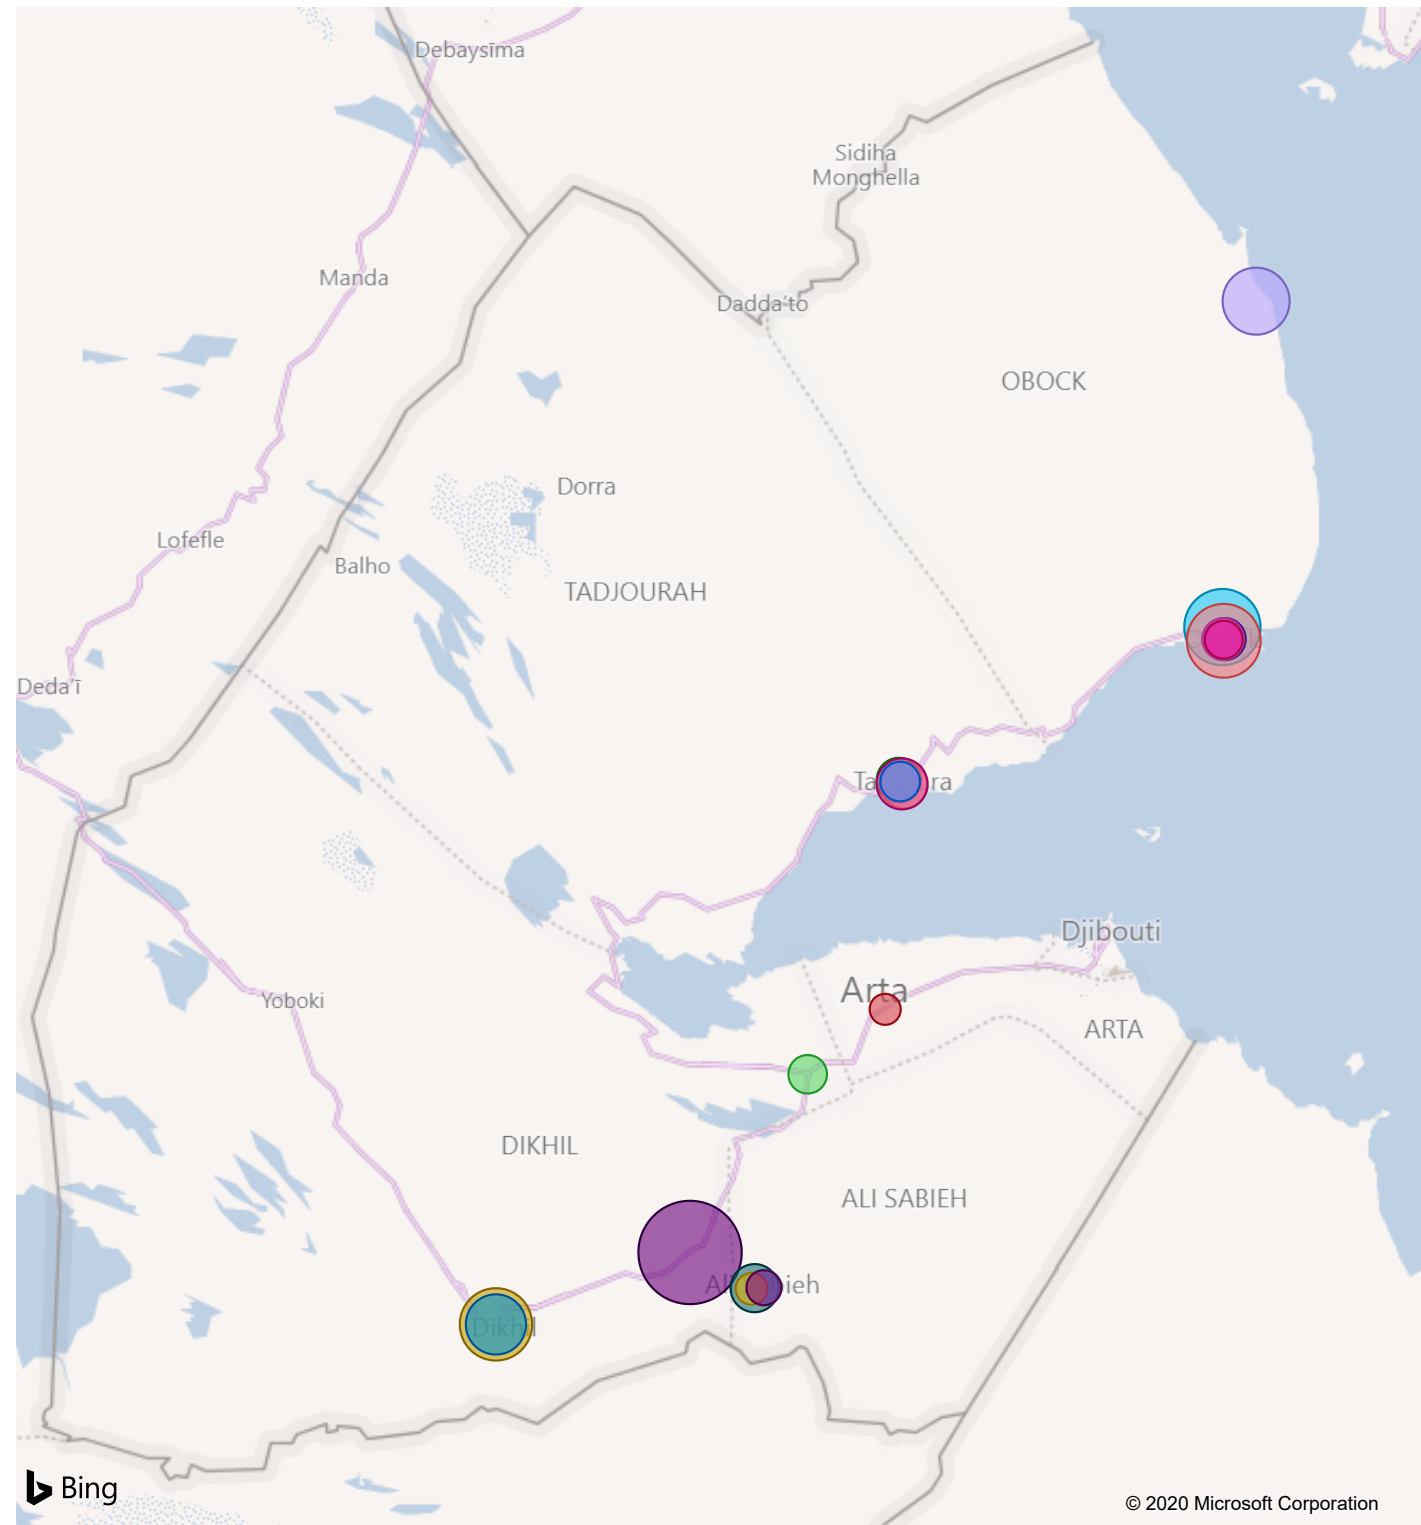 Debaysīma
Sidiha
Monghella
Manda
Dadda'to
OBOCK
Dorra
Lofefle
Balho
TADJOURAH
Deda'ī
Djibouti
Arta
Yoboki
ARTA
DIKHIL
ALI SABIEH
Dikhil
Bing
© 2020 Microsoft Corporation